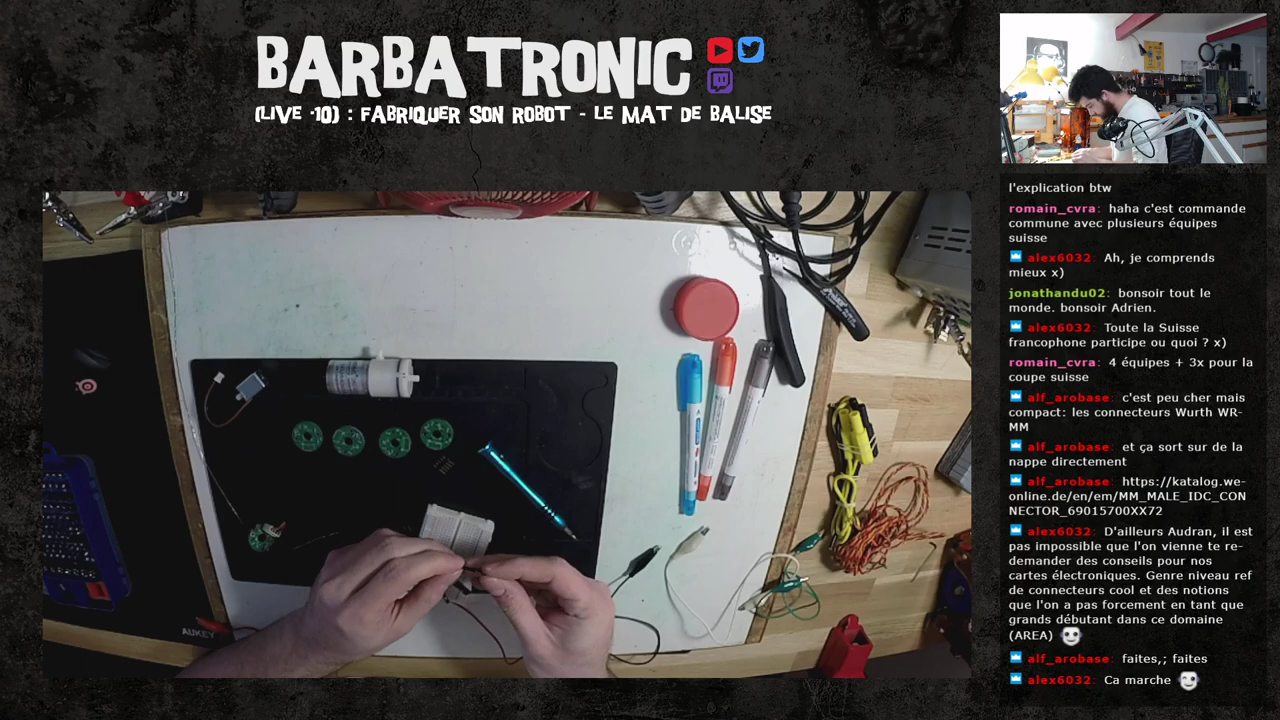 BARBATRONIC
(LIVE -10) : FABRIQUER SON ROBOT - LE MAT DE BALISE
l'explication btw
romain_cvra: haha c'est commande
commune avec plusieurs équipes
suisse
alex6032: Ah, je comprends
mieux x)
jonathandu02: bonsoir tout le
monde. bonsoir Adrien.
alex6032: Toute la Suisse
francophone participe ou quoi ? x)
romain_cvra: 4 équipes + 3x pour la
coupe suisse
alf_arobase: c'est peu cher mais
compact: les connecteurs Wurth WR-
MM
alf_arobase: et ça sort sur de la
nappe directement
alf_arobase: https://katalog.we-
online.de/en/em/MM_MALE_IDC_CON
NECTOR_69015700XX72
alex6032: D'ailleurs Audran, il est
pas impossible que l'on vienne te re-
demander des conseils pour nos
cartes électroniques. Genre niveau ref
de connecteurs cool et des notions
que l'on a pas forcement en tant que
grands débutant dans ce domaine
(AREA)
alf_arobase: faites,; faites
alex6032: Ca marche
AUKEY